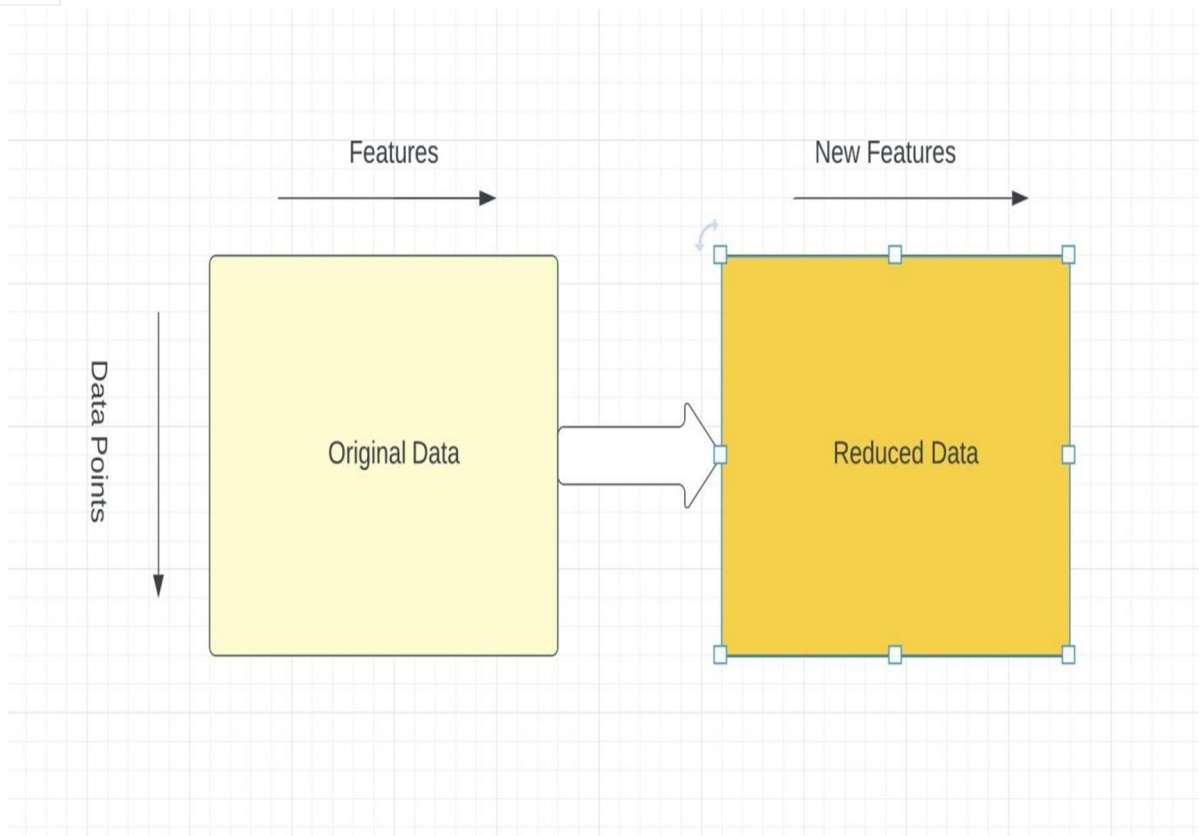 Features
New Features
Data Points
Original Data
Reduced Data